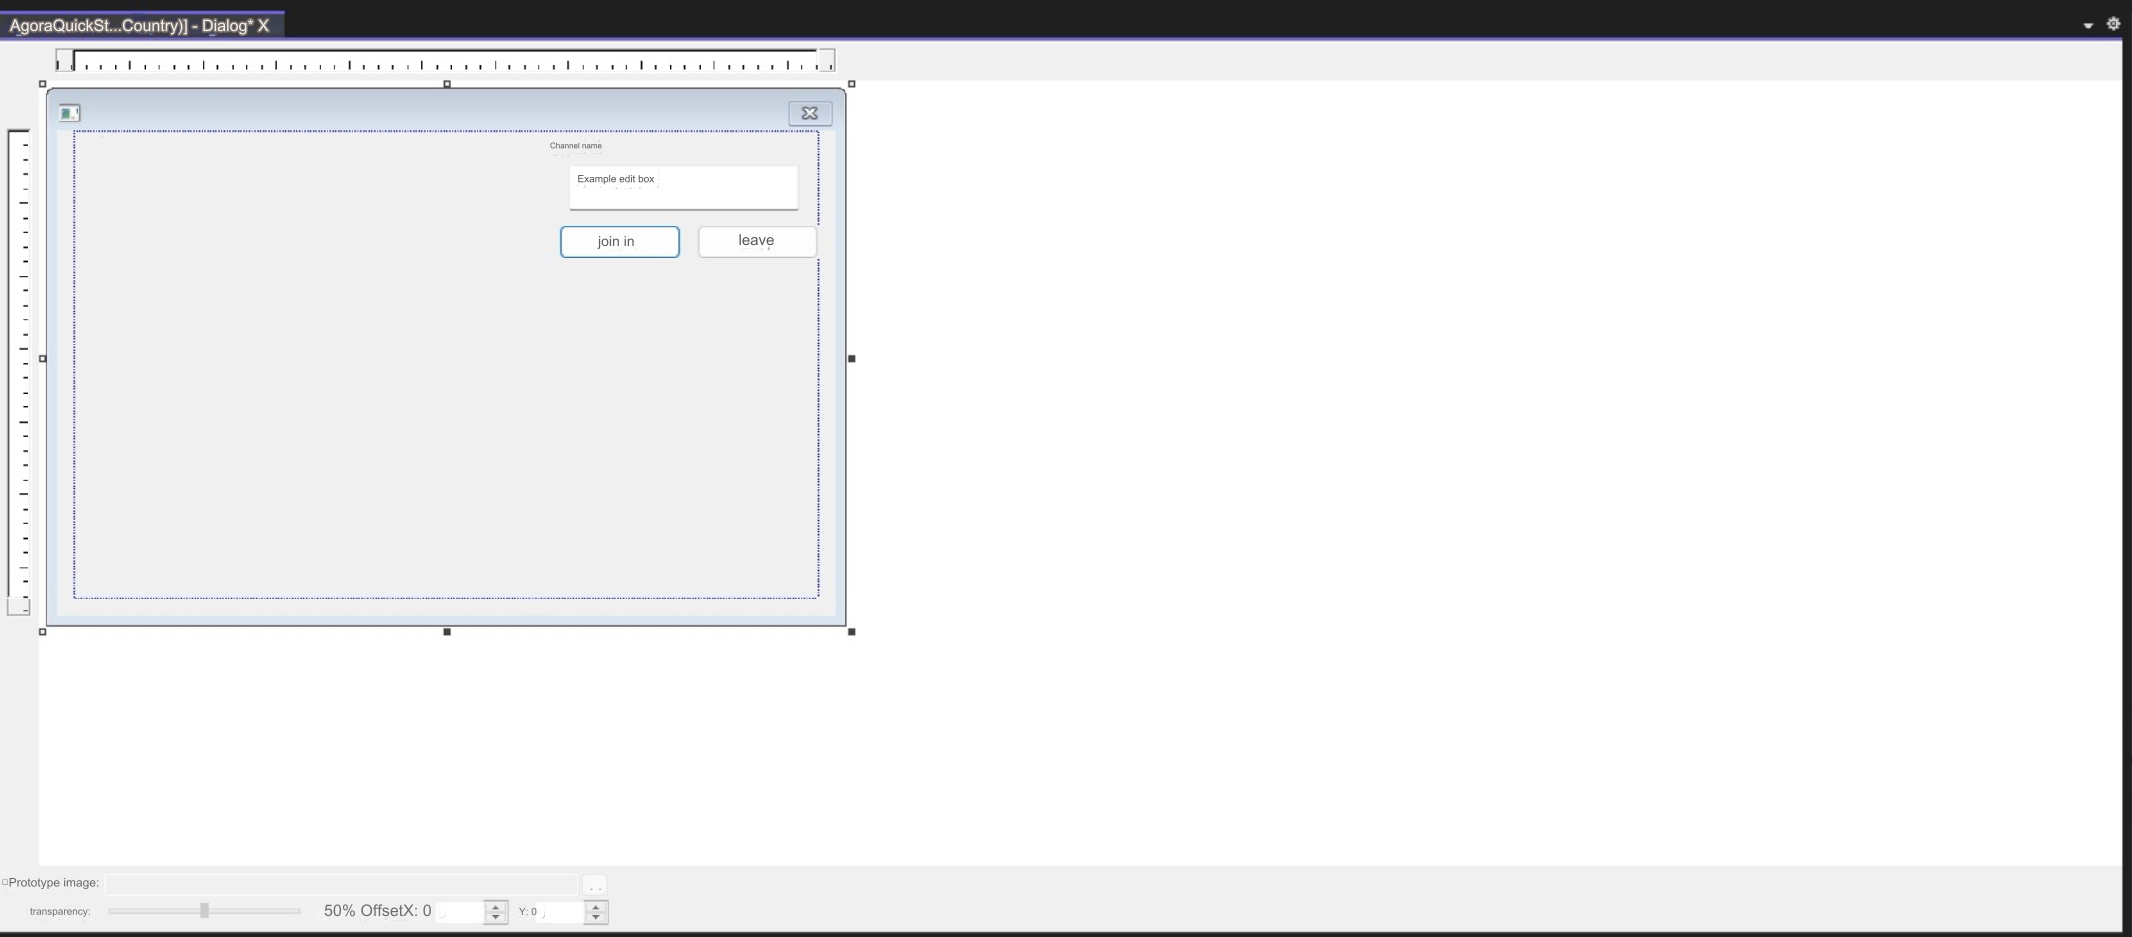 AgoraQuickSt...Country)] - Dialog* X
Channel name
Example edit box
join in
leave
Prototype image:
. .
transparency:
50% OffsetX: 0
Y: 0